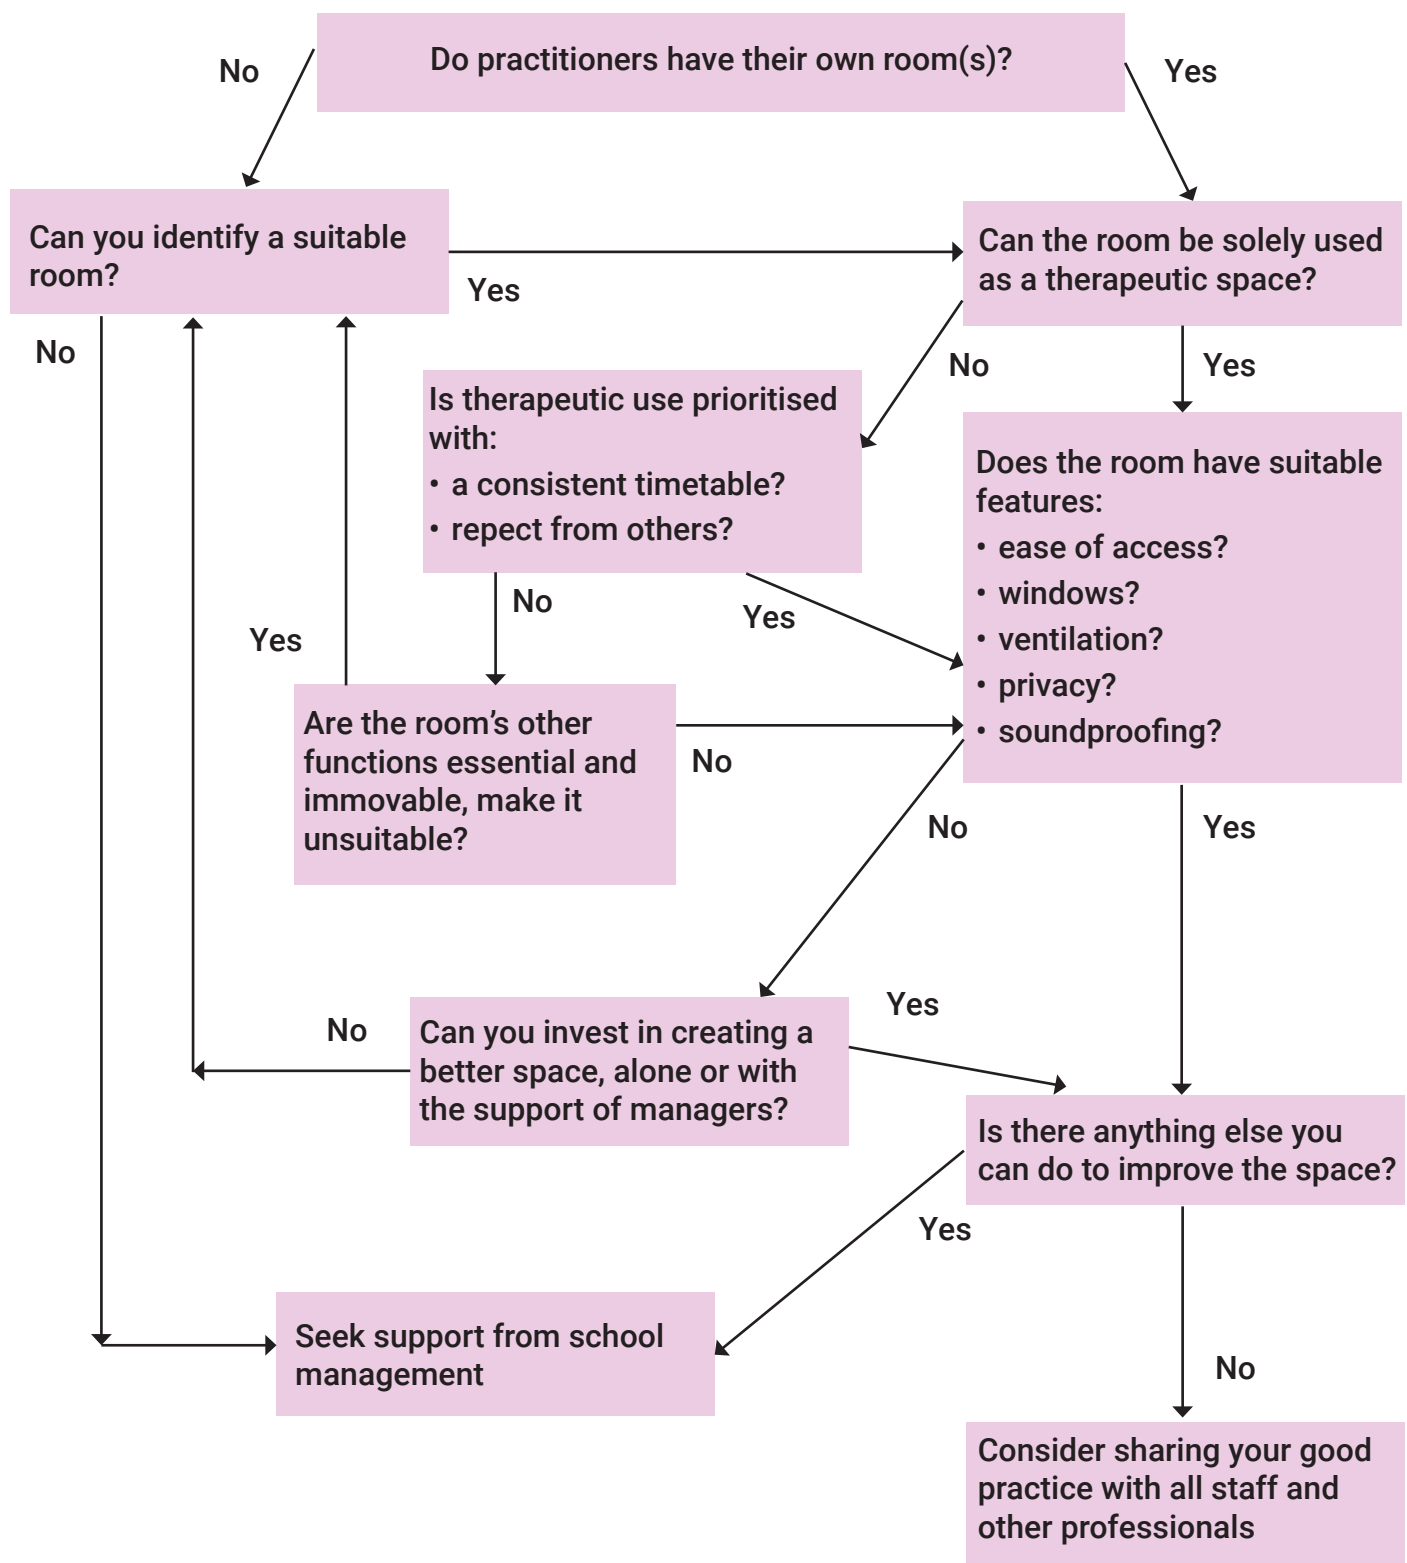 Do practitioners have their own room(s)?
No
Yes
Can you identify a suitable
room?
Yes
Can the room be solely used
as a therapeutic space?
No
No
Yes
Is therapeutic use prioritised
with:
• a consistent timetable?
• repect from others?
Does the room have suitable
features:
• ease of access?
• windows?
• ventilation?
• privacy?
• soundproofing?
No
Yes
Yes
Are the room’s other
functions essential and
immovable, make it
unsuitable?
No
No
Yes
Can you invest in creating a
better space, alone or with
the support of managers?
No
Yes
Is there anything else you
can do to improve the space?
Yes
Seek support from school
management
No
Consider sharing your good
practice with all staff and
other professionals